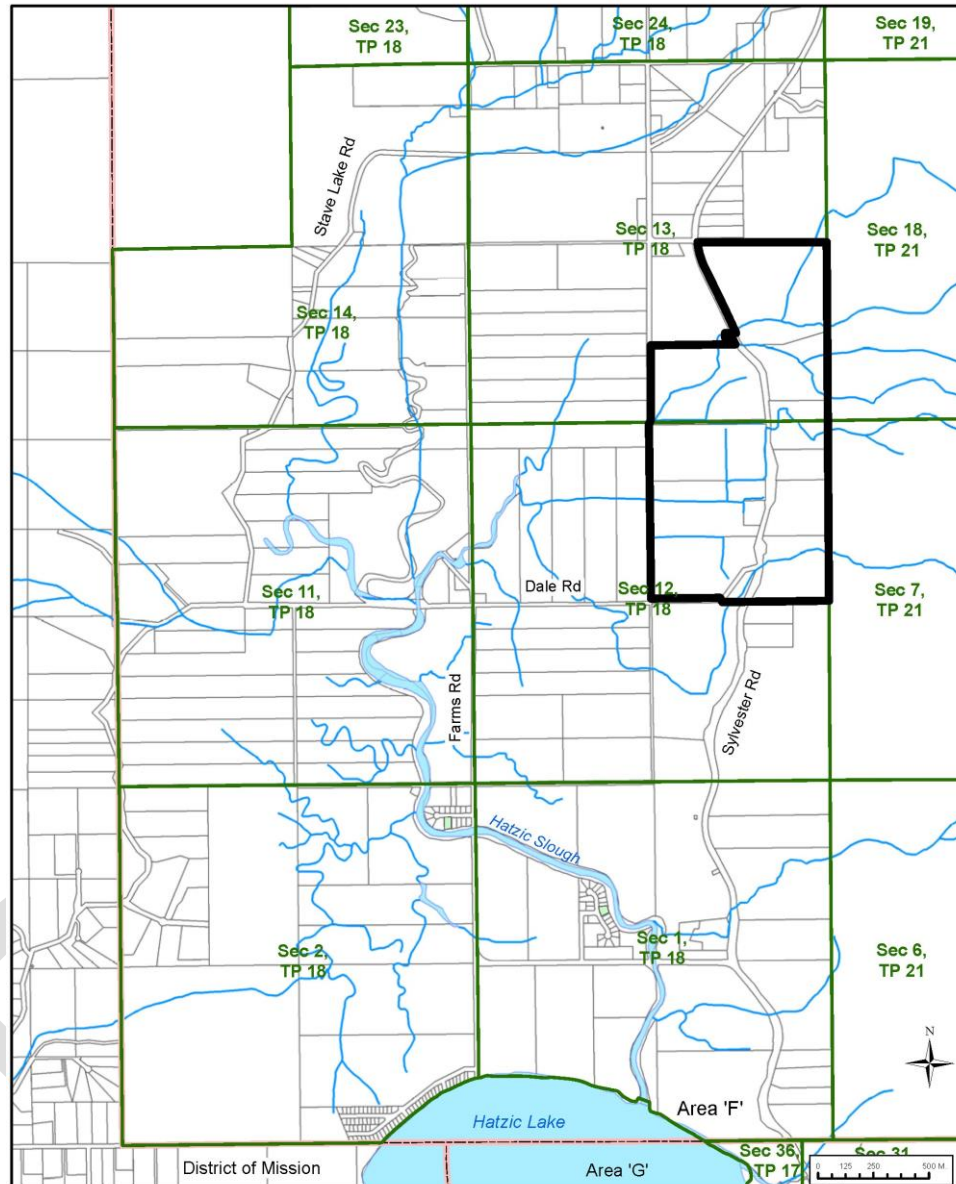 Sec 23,
TP 18
Sec 24,
TP 18
Sec 19,
TP 21
Stave Lake Rd
Sec 13,
TP 18
Sec 18,
TP 21
Sec 14,
TP 18
Dale Rd
Sec 11,
TP 18
Sec 12,
TP 18
Sec 7,
TP 21
Farms Rd
Sylvester Rd
Hatzic Slough
Sec 2,
TP 18
Sec 1,
TP 18
Sec 6,
TP 21
N
Area 'F'
Hatzic Lake
District of Mission
Area 'G'
Sec 36,
TP 17
Sec 31
0 125 250 500 M.